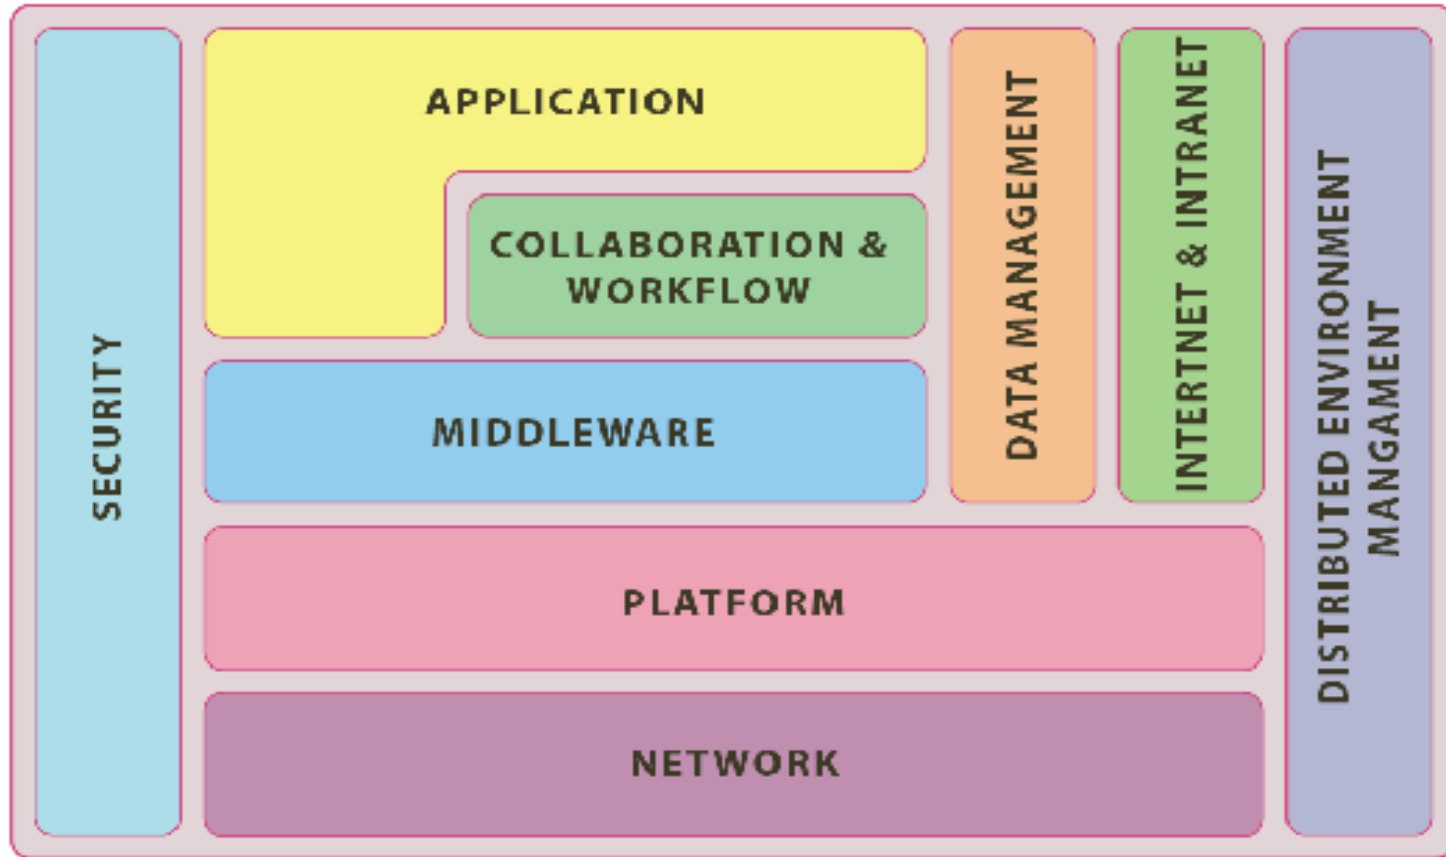 SECURITY
APPLICATION
COLLABORATION &
WORKFLOW
MIDDLEWARE
DATA MANAGEMENT
INTERTNET & INTRANET
DISTRIBUTED ENVIRONMENT
MANGAMENT
PLATFORM
NETWORK